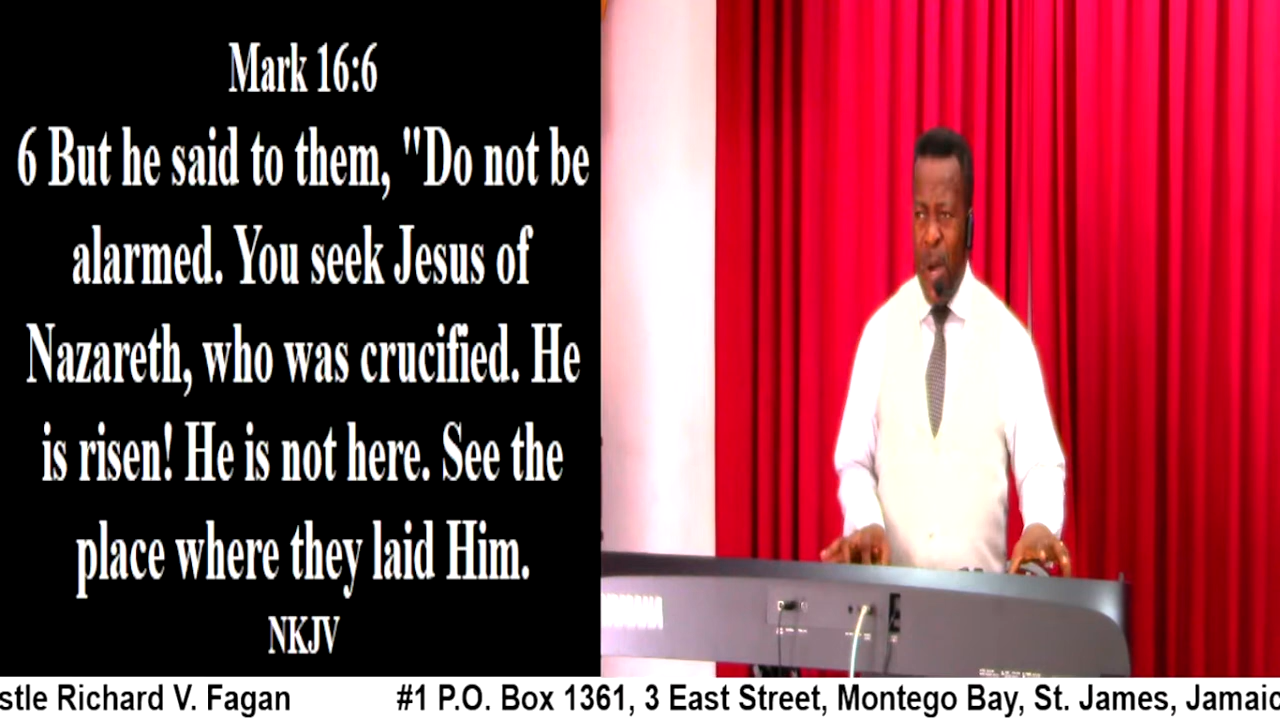 Mark 16:6
6 But he said to them, "Do not be
alarmed. You seek Jesus of
Nazareth, who was crucified. He
is risen! He is not here. See the
place where they laid Him.
NKJV
stle Richard V. Fagan #1 P.O. Box 1361, 3 East Street, Montego Bay, St. James, Jamaic